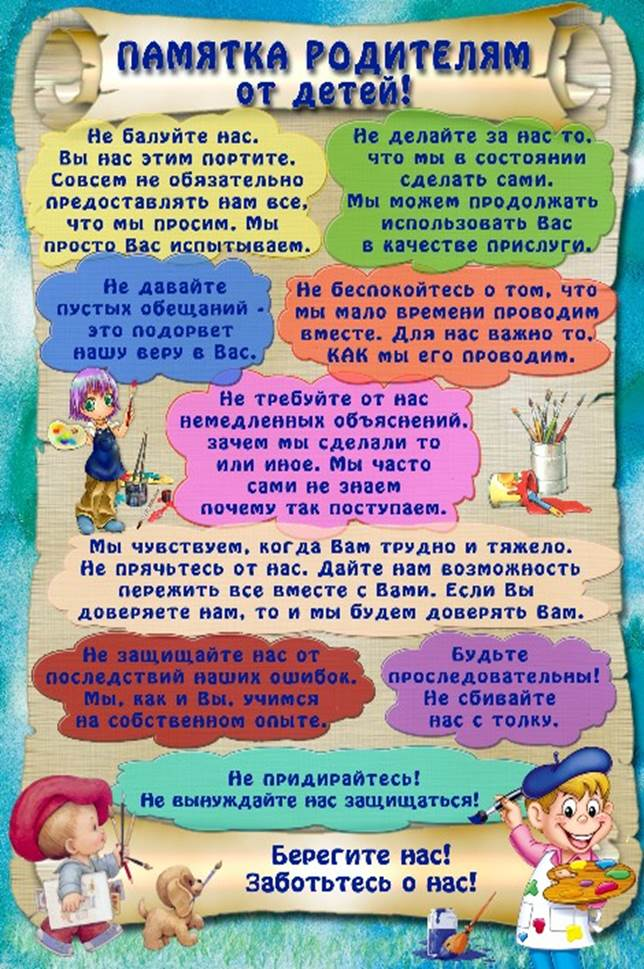 ПАМЯТКА РОДИТЕЛЯМ
от детей!
Не балуйте нас.
Вы нас этим портите.
Совсем не обязательно
предоставлять нам все,
что мы просим. Мы
просто Вас испытываем.
Не делайте за нас то,
что мы в состоянии
сделать сами.
Мы можем продолжать
использовать Вас
в качестве прислуги.
Не давайте
пустых обещаний -
это подорвет
нашу веру в Вас.
Не беспокойтесь о том, что
мы мало времени проводим
вместе. Для нас важно то,
КАК мы его проводим.
Не требуйте от нас
немедленных объяснений,
зачем мы сделали то
или иное. Мы часто
сами не знаем
почему так поступаем.
Мы чувствуем, когда Вам трудно и тяжело.
Не прячьтесь от нас. Дайте нам возможность
пережить все вместе с Вами. Если Вы
доверяете нам, то и мы будем доверять Вам.
Не защищайте нас от
последствий наших ошибок.
Мы, как и Вы, учимся
на собственном опыте.
Будьте
проследовательны!
Не сбивайте
нас с толку.
Не придирайтесь!
Не вынуждайте нас защищаться!
Берегите нас!
Заботьтесь о нас!